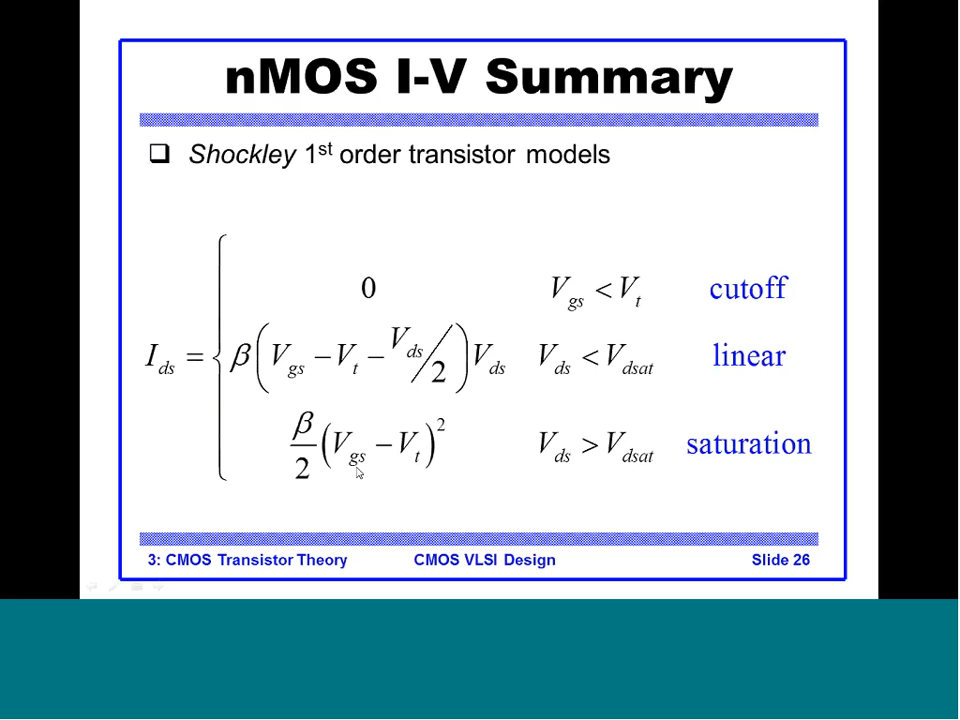 nMOS I-V Summary
❑ Shockley 1st order transistor models
0 V_gs < V_t cutoff
I_ds = { β(V_gs − V_t − V_ds/2)V_ds V_ds < V_dsat linear
β/2 (V_gs − V_t)^2 V_ds > V_dsat saturation
3: CMOS Transistor Theory CMOS VLSI Design Slide 26